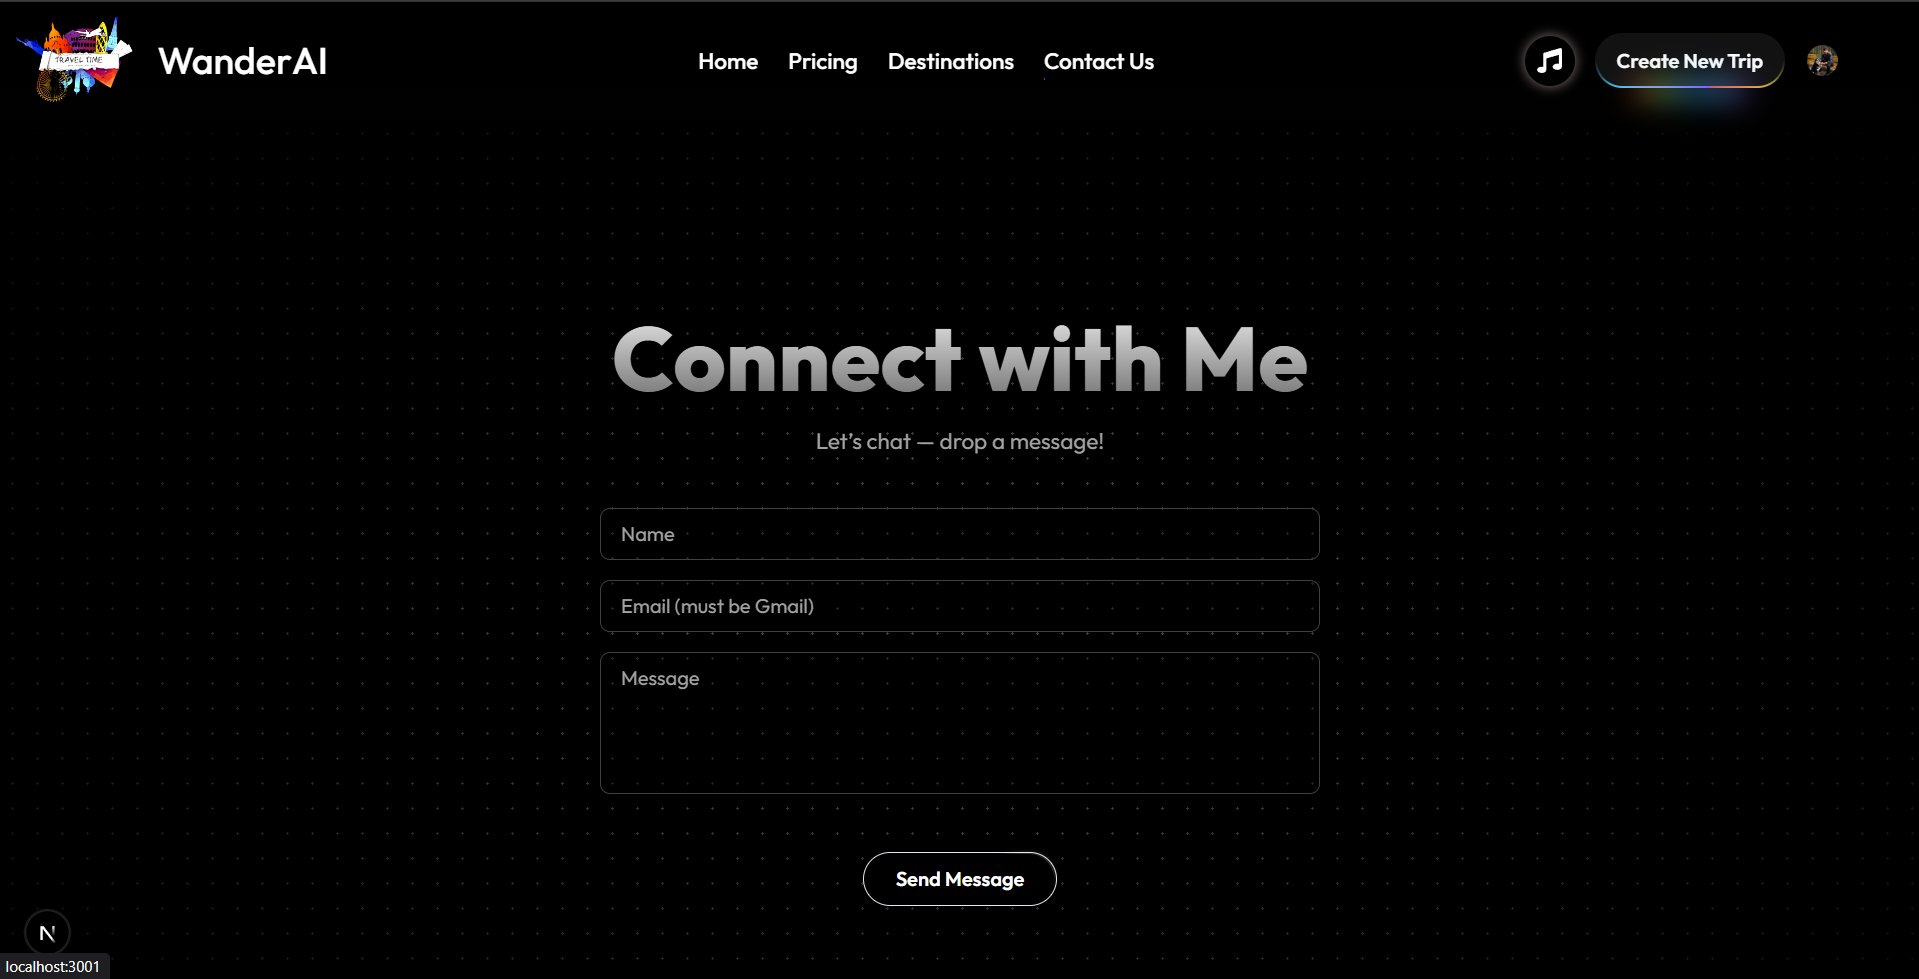 TRAVEL TIME
WanderAI
Home Pricing Destinations Contact Us
Create New Trip
Connect with Me
Let’s chat — drop a message!
Name
Email (must be Gmail)
Message
Send Message
N
localhost:3001